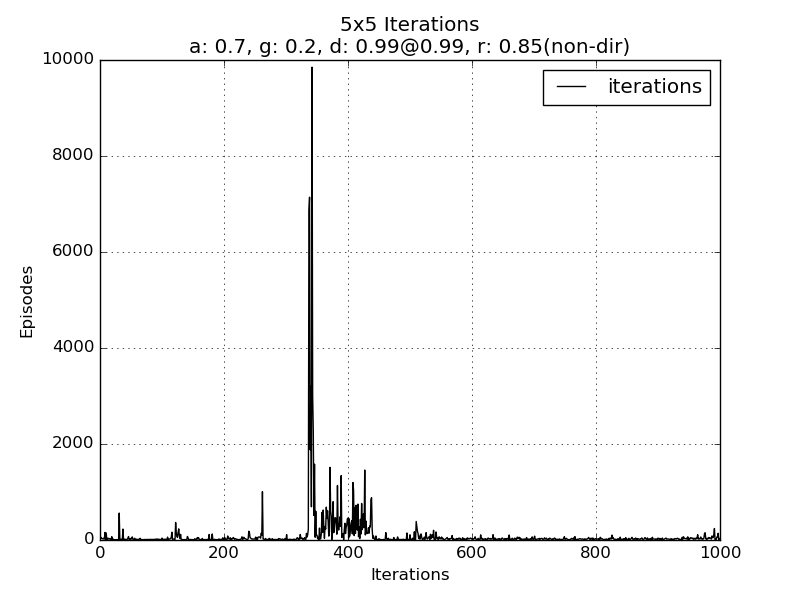 5x5 Iterations
a: 0.7, g: 0.2, d: 0.99@0.99, r: 0.85(non-dir)
10000
iterations
8000
6000
Episodes
4000
2000
0
0 200 400 600 800 1000
Iterations